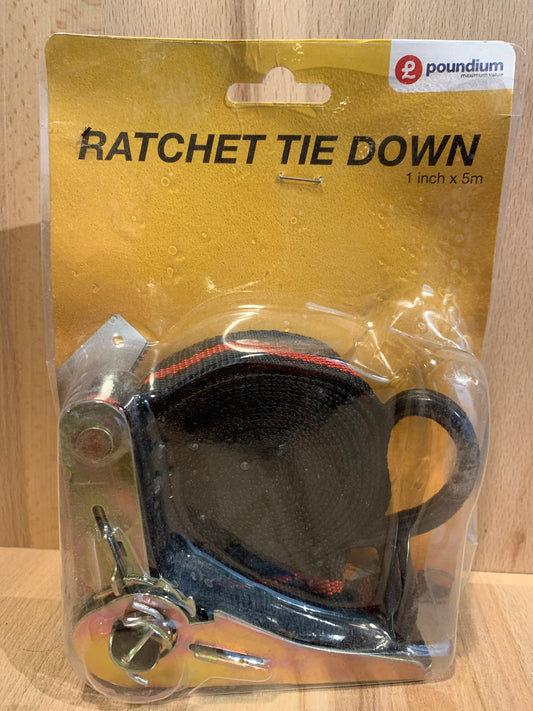 £ poundium
maximum value
RATCHET TIE DOWN
1 inch x 5m